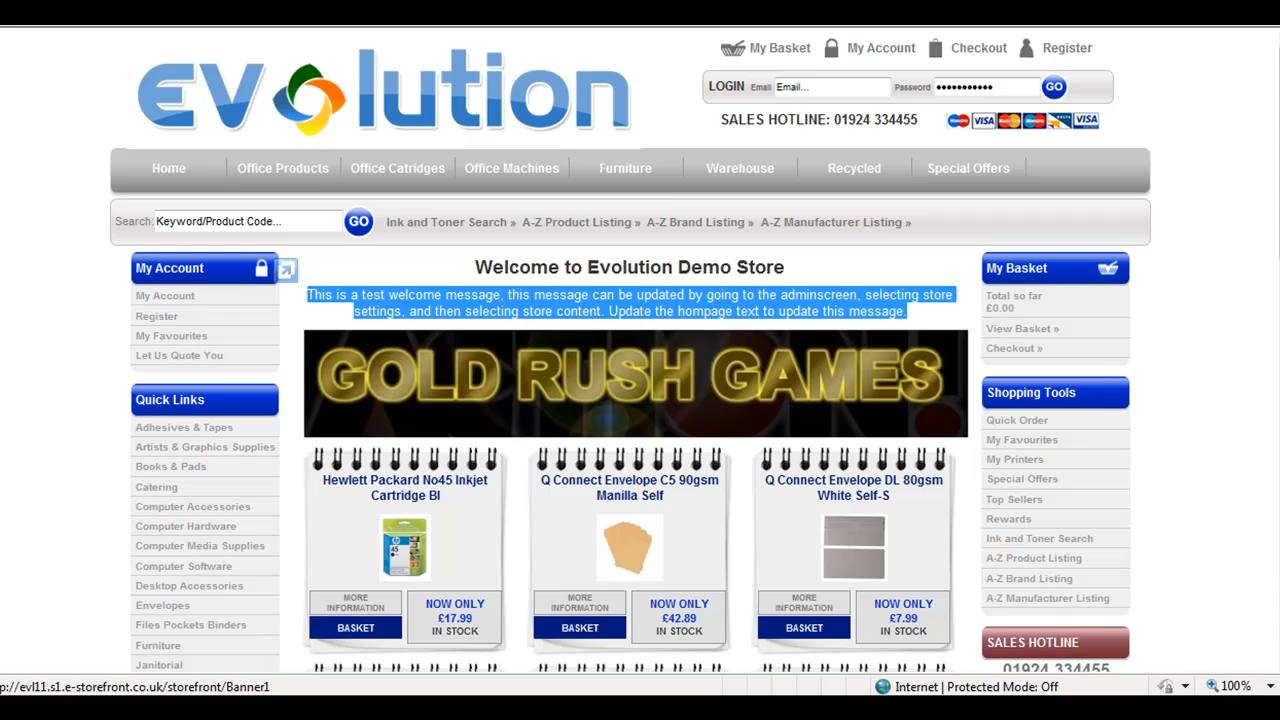 EVOlution
My Basket My Account Checkout Register
LOGIN Email Email... Password ••••••••••• GO
SALES HOTLINE: 01924 334455
Home Office Products Office Catridges Office Machines Furniture Warehouse Recycled Special Offers
Search: Keyword/Product Code... GO Ink and Toner Search » A-Z Product Listing » A-Z Brand Listing » A-Z Manufacturer Listing »
My Account
My Account
Register
My Favourites
Let Us Quote You
Quick Links
Adhesives & Tapes
Artists & Graphics Supplies
Books & Pads
Catering
Computer Accessories
Computer Hardware
Computer Media Supplies
Computer Software
Desktop Accessories
Envelopes
Files Pockets Binders
Furniture
Janitorial
Welcome to Evolution Demo Store
This is a test welcome message, this message can be updated by going to the adminscreen, selecting store
settings, and then selecting store content. Update the hompage text to update this message.
GOLD RUSH GAMES
Hewlett Packard No45 Inkjet
Cartridge Bl
MORE
INFORMATION
BASKET
NOW ONLY
£17.99
IN STOCK
Q Connect Envelope C5 90gsm
Manilla Self
MORE
INFORMATION
BASKET
NOW ONLY
£42.89
IN STOCK
Q Connect Envelope DL 80gsm
White Self-S
MORE
INFORMATION
BASKET
NOW ONLY
£7.99
IN STOCK
My Basket
Total so far
£0.00
View Basket »
Checkout »
Shopping Tools
Quick Order
My Favourites
My Printers
Special Offers
Top Sellers
Rewards
Ink and Toner Search
A-Z Product Listing
A-Z Brand Listing
A-Z Manufacturer Listing
SALES HOTLINE
01924 334455
p://evl11.s1.e-storefront.co.uk/storefront/Banner1
Internet | Protected Mode: Off
100%